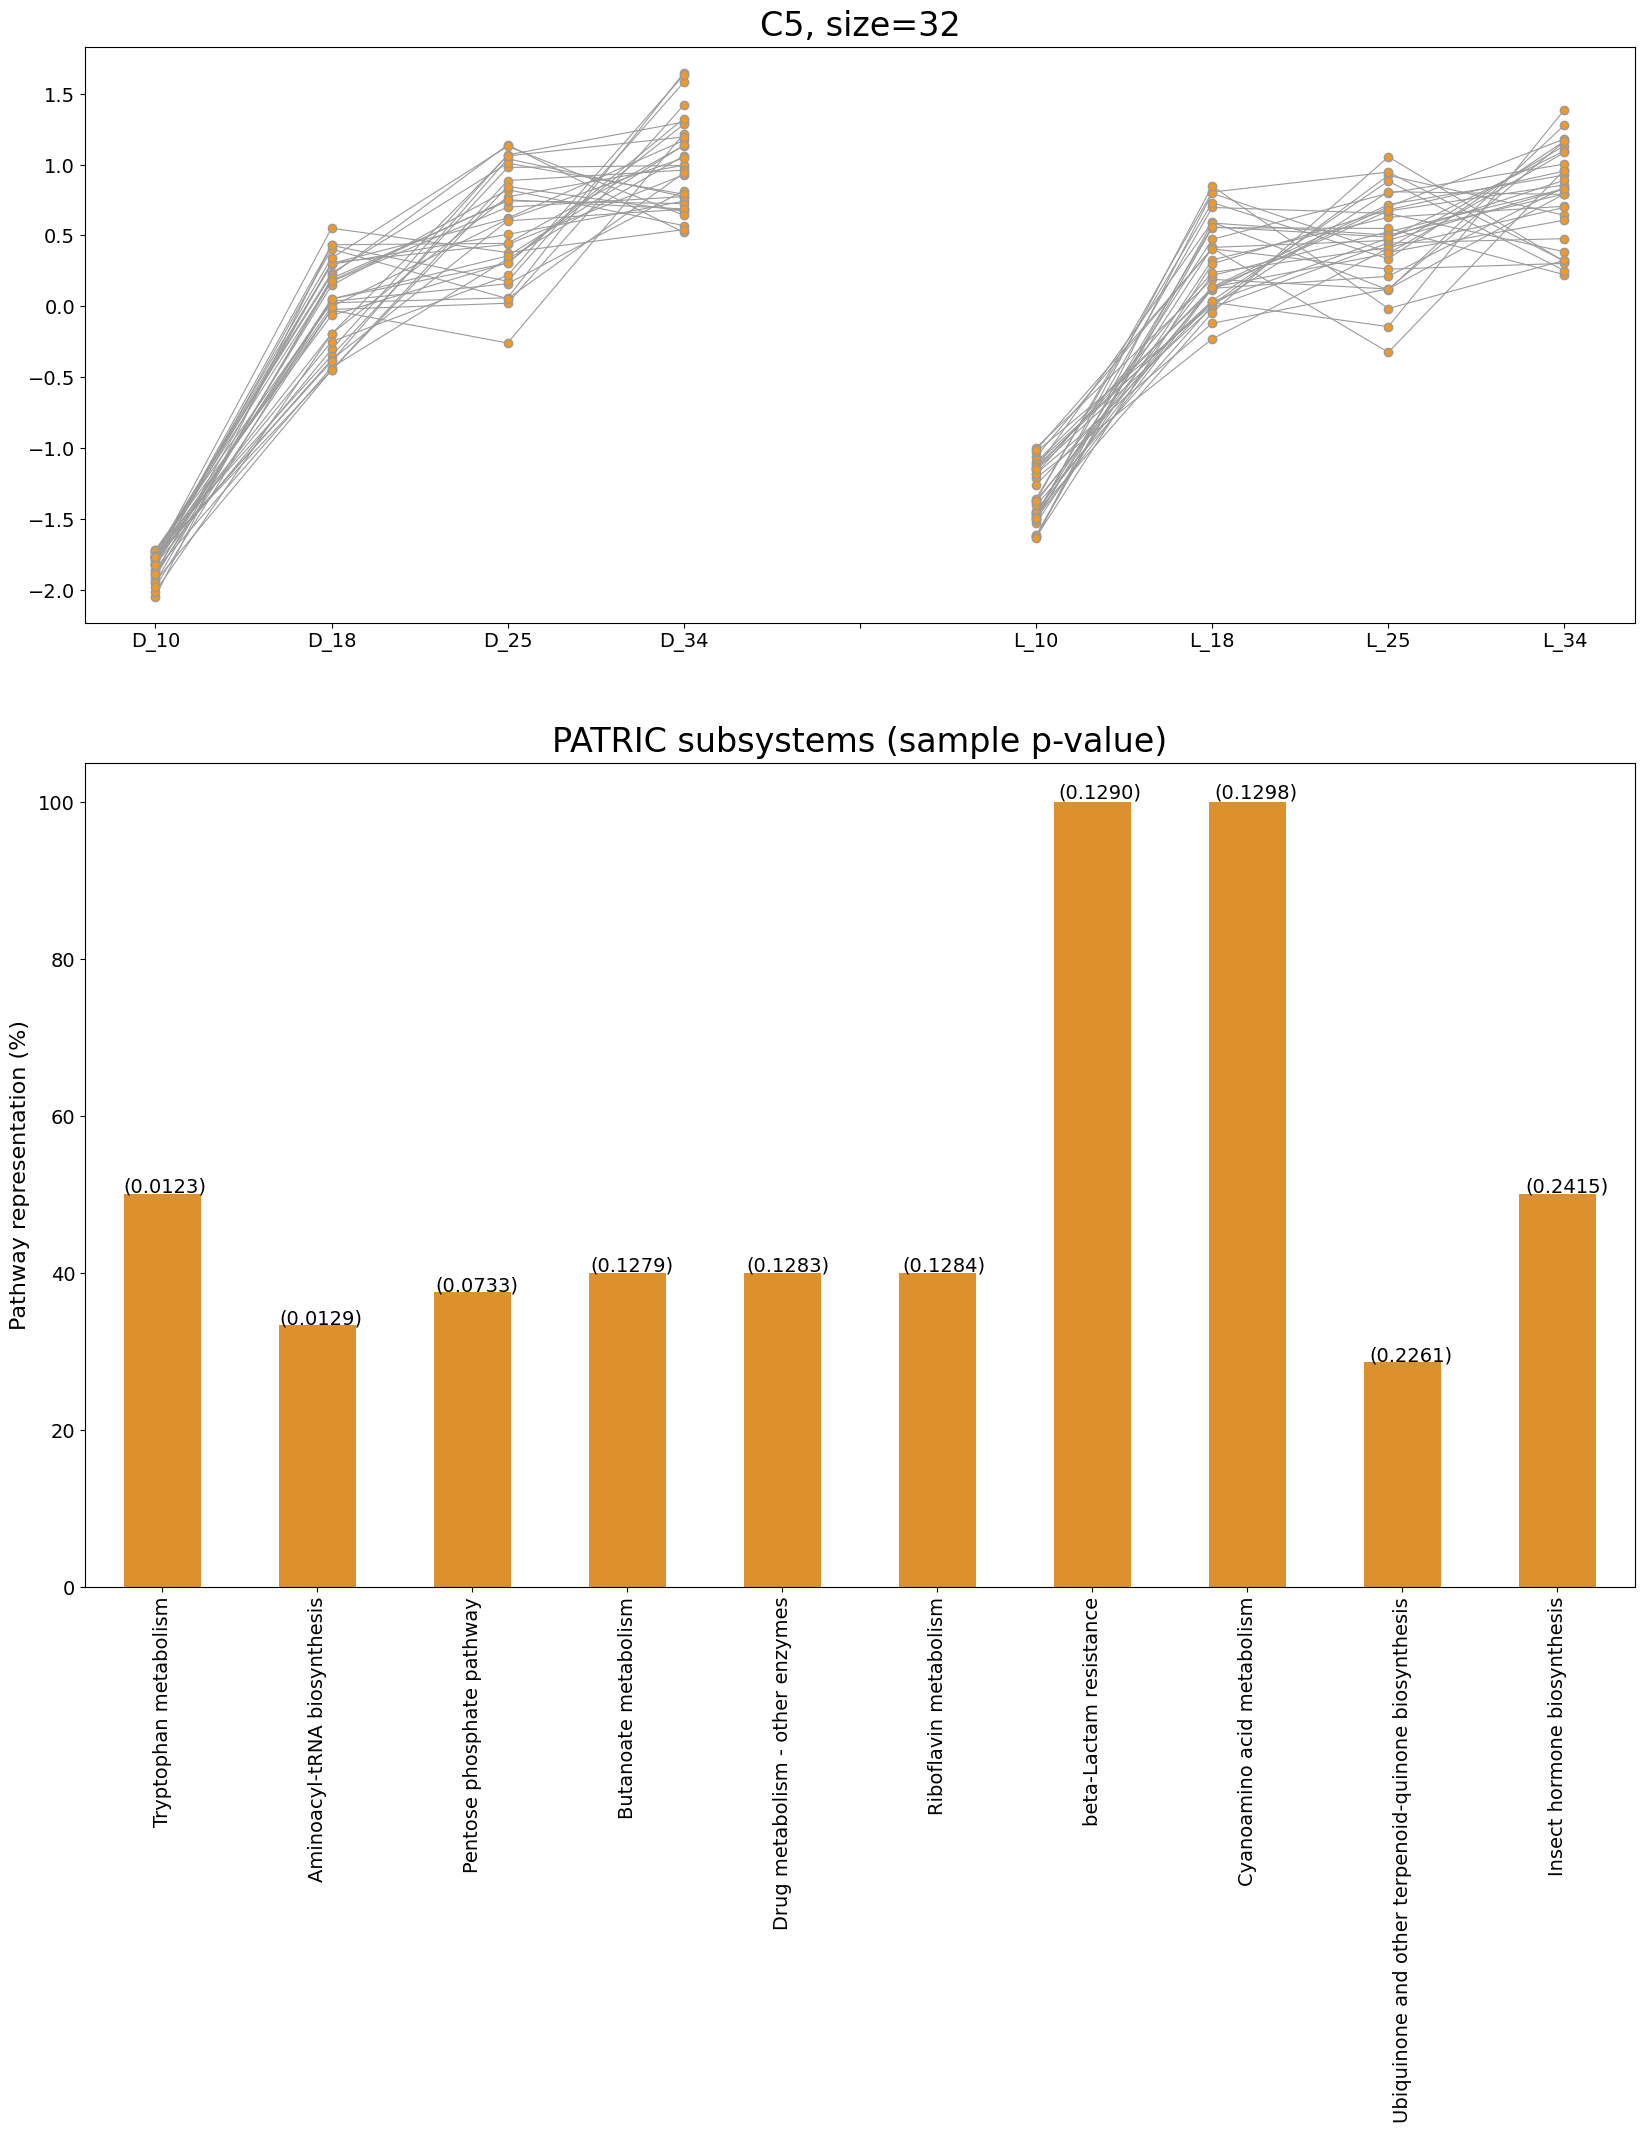 C5, size=32
1.5
1.0
0.5
0.0
−0.5
−1.0
−1.5
−2.0
D_10 D_18 D_25 D_34 L_10 L_18 L_25 L_34
PATRIC subsystems (sample p-value)
Pathway representation (%)
100
80
60
40
20
0
(0.0123)
(0.0129)
(0.0733)
(0.1279)
(0.1283)
(0.1284)
(0.1290)
(0.1298)
(0.2261)
(0.2415)
Tryptophan metabolism
Aminoacyl-tRNA biosynthesis
Pentose phosphate pathway
Butanoate metabolism
Drug metabolism - other enzymes
Riboflavin metabolism
beta-Lactam resistance
Cyanoamino acid metabolism
Ubiquinone and other terpenoid-quinone biosynthesis
Insect hormone biosynthesis